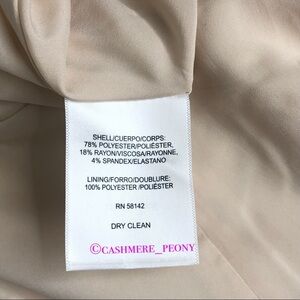 SHELL/CUERPO/CORPS:
78% POLYESTER/POLIÉSTER,
18% RAYON/VISCOSA/RAYONNE,
4% SPANDEX/ELASTANO
LINING/FORRO/DOUBLURE:
100% POLYESTER /POLIÉSTER
RN 58142
DRY CLEAN
©CASHMERE_PEONY